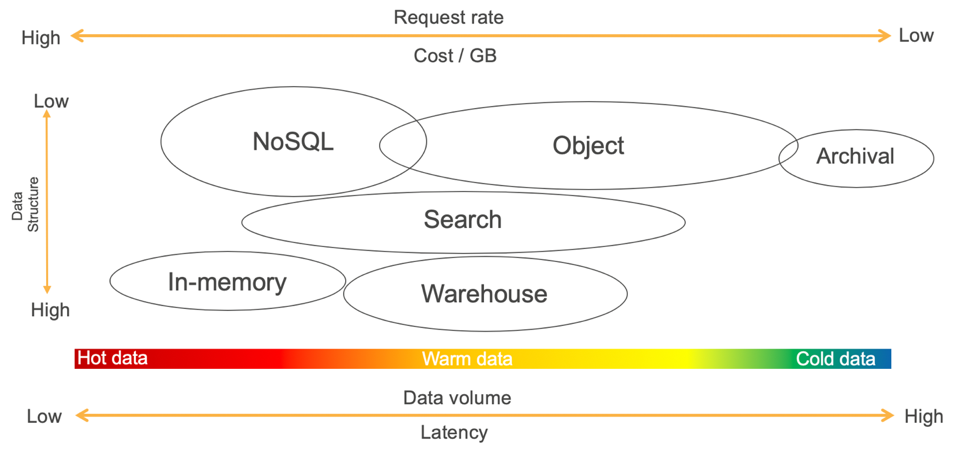 Request rate
High
Low
Cost / GB
Low
NoSQL
Object
Archival
Data
Structure
Search
In-memory
Warehouse
High
Hot data
Warm data
Cold data
Data volume
Low
High
Latency